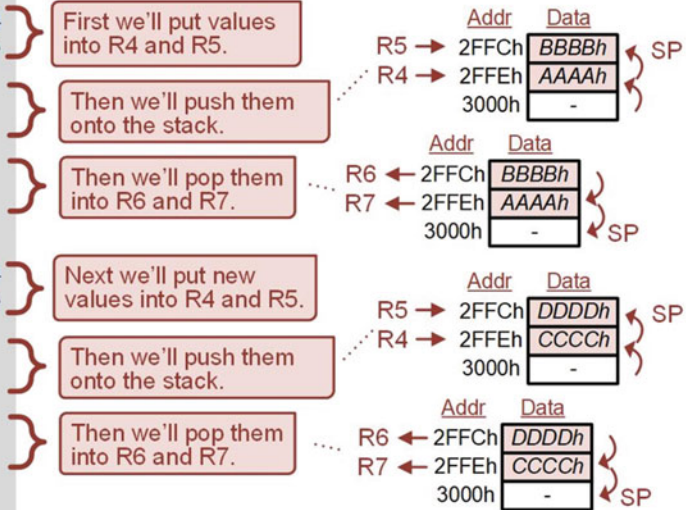 First we'll put values
into R4 and R5.
Addr Data
R5 → 2FFCh BBBBh SP
R4 → 2FFEh AAAAh
3000h -
Then we'll push them
onto the stack.
Then we'll pop them
into R6 and R7.
Addr Data
R6 ← 2FFCh BBBBh
R7 ← 2FFEh AAAAh
3000h - SP
Next we'll put new
values into R4 and R5.
Addr Data
R5 → 2FFCh DDDDh SP
R4 → 2FFEh CCCCh
3000h -
Then we'll push them
onto the stack.
Then we'll pop them
into R6 and R7.
Addr Data
R6 ← 2FFCh DDDDh
R7 ← 2FFEh CCCCh
3000h - SP